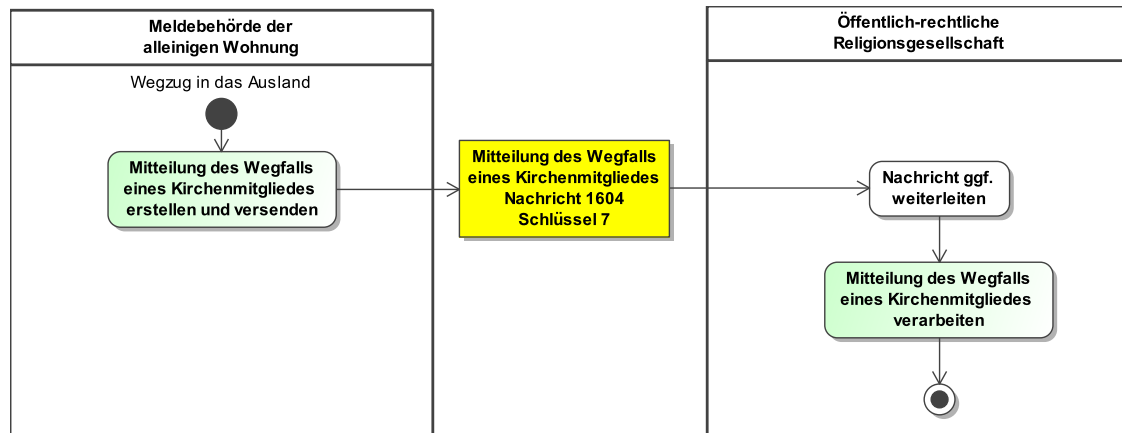 Meldebehörde der
alleinigen Wohnung
Wegzug in das Ausland
Mitteilung des Wegfalls
eines Kirchenmitgliedes
erstellen und versenden
Mitteilung des Wegfalls
eines Kirchenmitgliedes
Nachricht 1604
Schlüssel 7
Öffentlich-rechtliche
Religionsgesellschaft
Nachricht ggf.
weiterleiten
Mitteilung des Wegfalls
eines Kirchenmitgliedes
verarbeiten